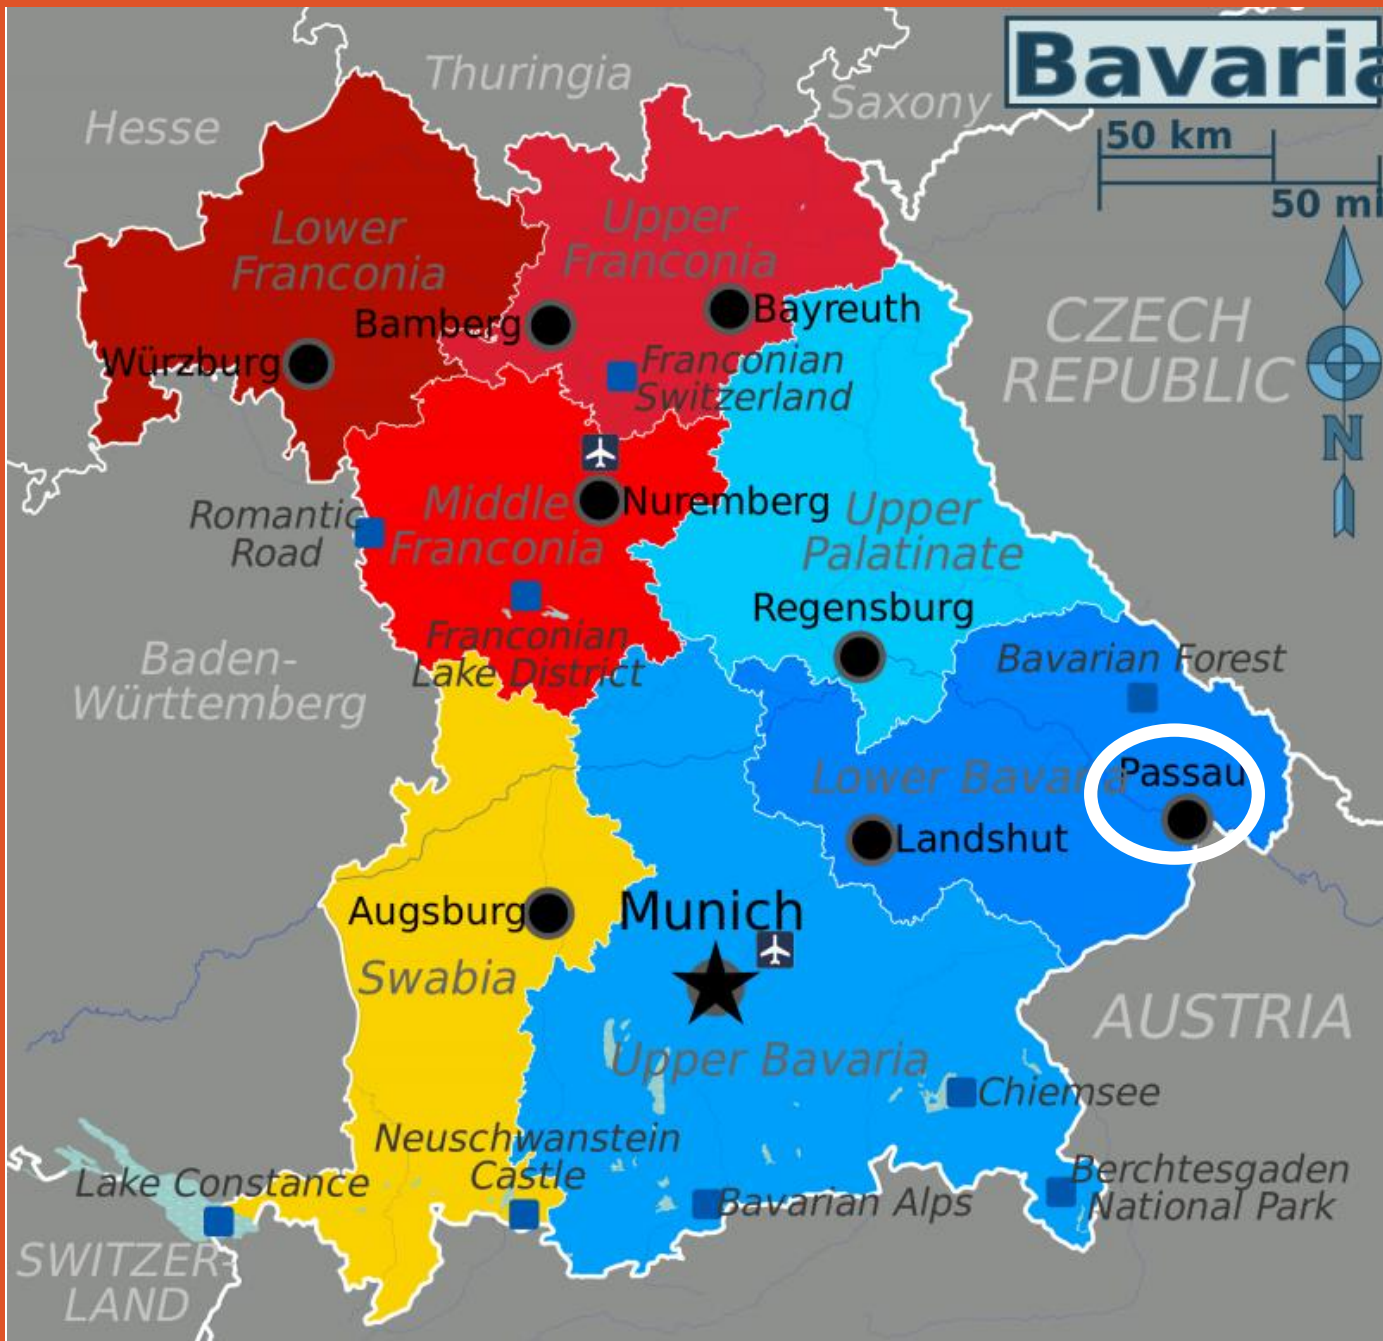 Bavaria
50 km
50 mi
N
Thuringia
Hesse
Saxony
Lower
Franconia
Upper
Franconia
CZECH
REPUBLIC
Bamberg
Bayreuth
Würzburg
Franconian
Switzerland
Middle
Franconia
Nuremberg
Upper
Palatinate
Romantic
Road
Regensburg
Franconian
Lake District
Baden-
Württemberg
Bavarian Forest
Lower Bavaria
Passau
Landshut
Augsburg
Munich
Swabia
AUSTRIA
Upper Bavaria
Chiemsee
Neuschwanstein
Castle
Lake Constance
Bavarian Alps
Berchtesgaden
National Park
SWITZER-
LAND